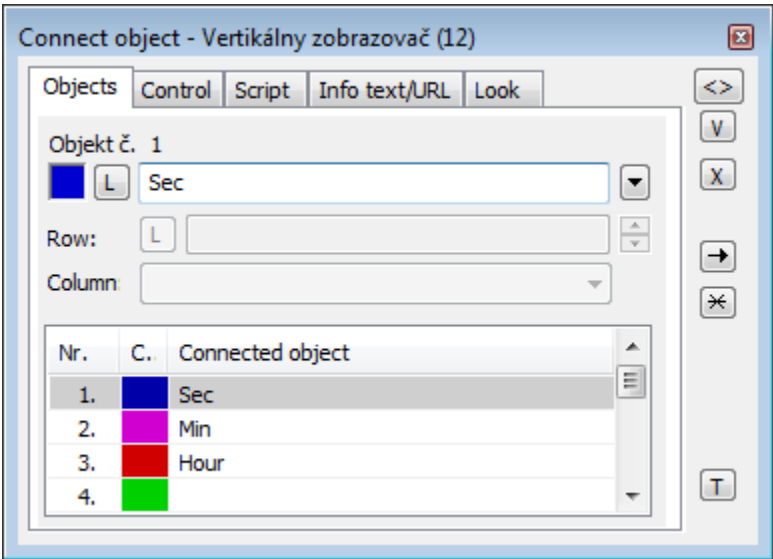 Connect object - Vertikálny zobrazovač (12)
Objects Control Script Info text/URL Look
<>
V
Objekt č. 1
L Sec
X
Row: L
Column:
Nr. C.. Connected object
1. Sec
2. Min
3. Hour
4.
T